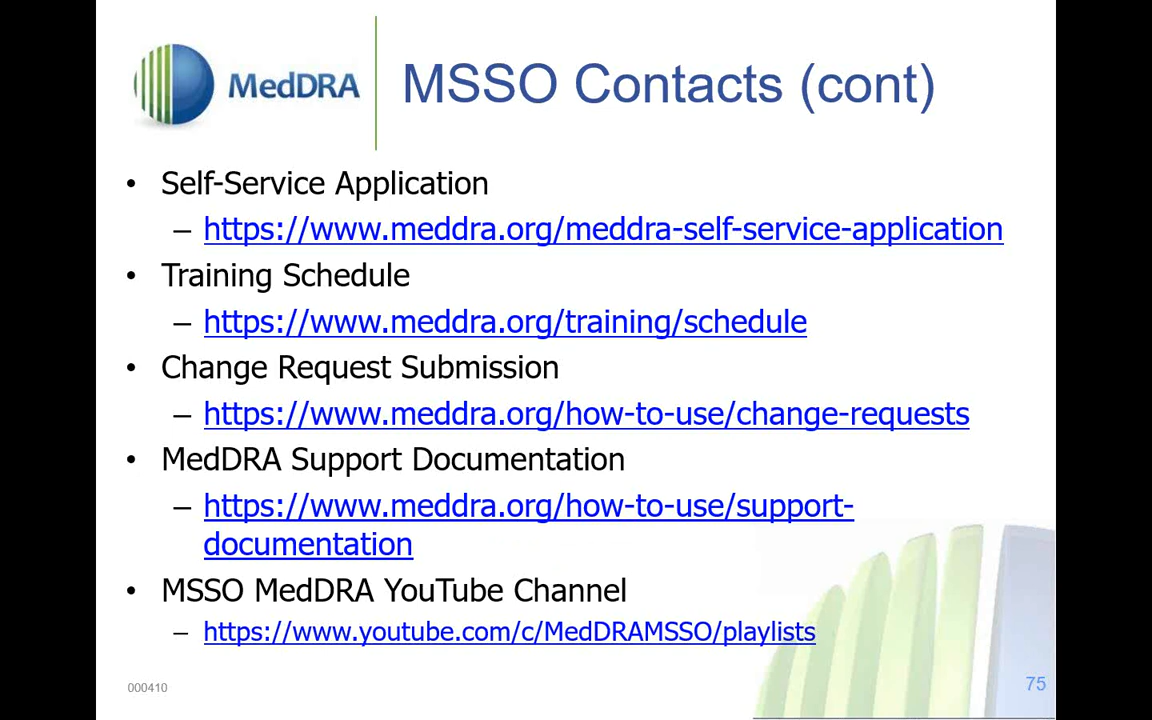 MedDRA
MSSO Contacts (cont)
• Self-Service Application
– https://www.meddra.org/meddra-self-service-application
• Training Schedule
– https://www.meddra.org/training/schedule
• Change Request Submission
– https://www.meddra.org/how-to-use/change-requests
• MedDRA Support Documentation
– https://www.meddra.org/how-to-use/support-
documentation
• MSSO MedDRA YouTube Channel
– https://www.youtube.com/c/MedDRAMSSO/playlists
000410
75